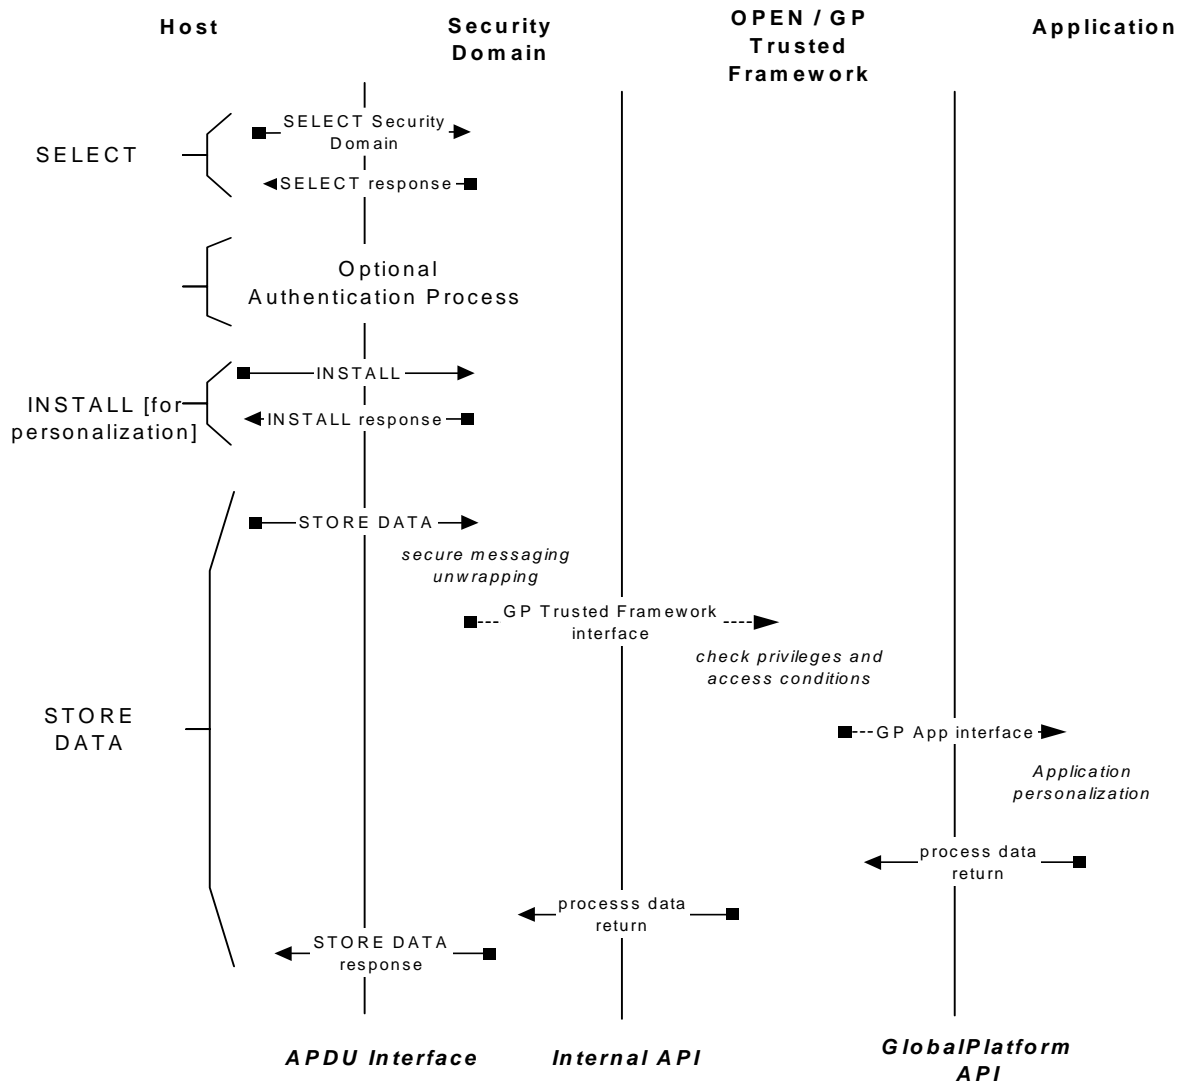 Host
Security
Domain
OPEN / GP
Trusted
Framework
Application
SELECT
SELECT Security
Domain
SELECT response
Optional
Authentication Process
INSTALL [for
personalization]
INSTALL
INSTALL response
STORE DATA
secure messaging
unwrapping
GP Trusted Framework
interface
check privileges and
access conditions
STORE
DATA
GP App interface
Application
personalization
process data
return
processs data
return
STORE DATA
response
APDU Interface
Internal API
GlobalPlatform
API